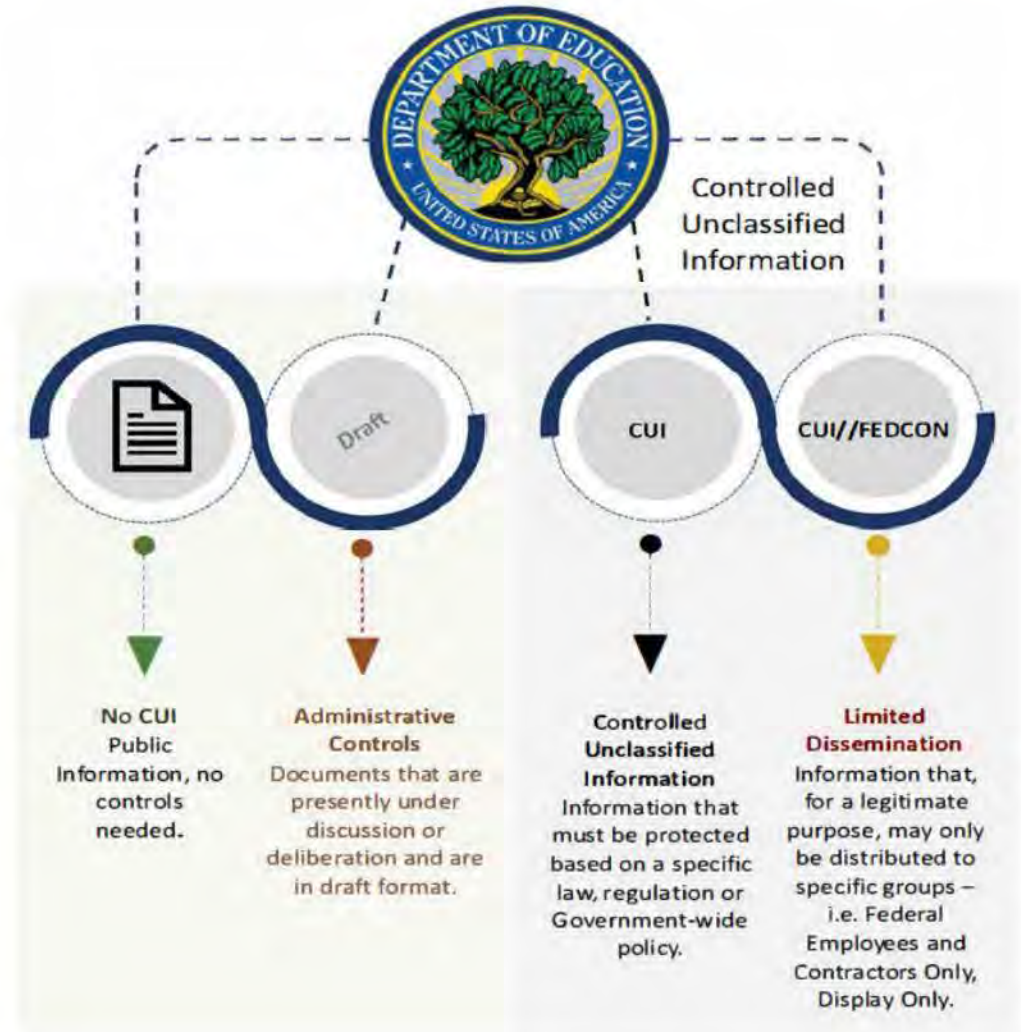 DEPARTMENT OF EDUCATION
UNITED STATES OF AMERICA
Controlled
Unclassified
Information
Draft
CUI
CUI//FEDCON
No CUI
Public
Information, no
controls
needed.
Administrative
Controls
Documents that are
presently under
discussion or
deliberation and are
in draft format.
Controlled
Unclassified
Information
Information that
must be protected
based on a specific
law, regulation or
Government-wide
policy.
Limited
Dissemination
Information that,
for a legitimate
purpose, may only
be distributed to
specific groups –
i.e. Federal
Employees and
Contractors Only,
Display Only.